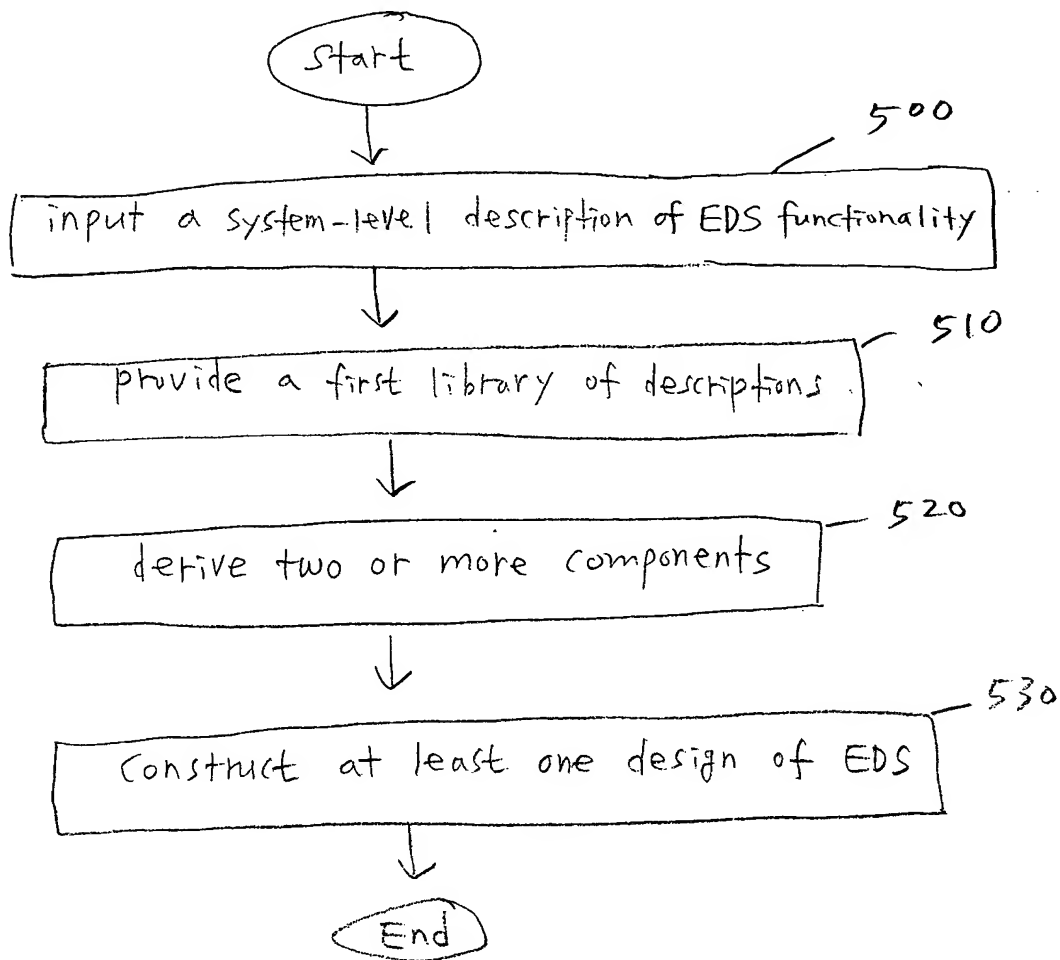 Start
500
input a system-level description of EDS functionality
510
provide a first library of descriptions
520
derive two or more components
530
Construct at least one design of EDS
End